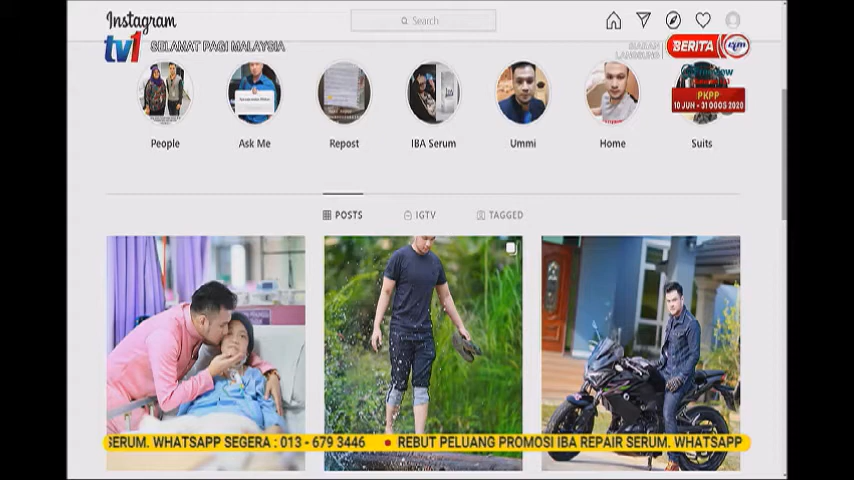 Instagram
Search
tv1
SELAMAT PAGI MALAYSIA
SIARAN
LANGSUNG
BERITA rtm
PKPP
10 JUN - 31 OGOS 2020
People
Ask Me
Repost
IBA Serum
Ummi
Home
Suits
POSTS
IGTV
TAGGED
SERUM. WHATSAPP SEGERA : 013 - 679 3446 • REBUT PELUANG PROMOSI IBA REPAIR SERUM. WHATSAPP